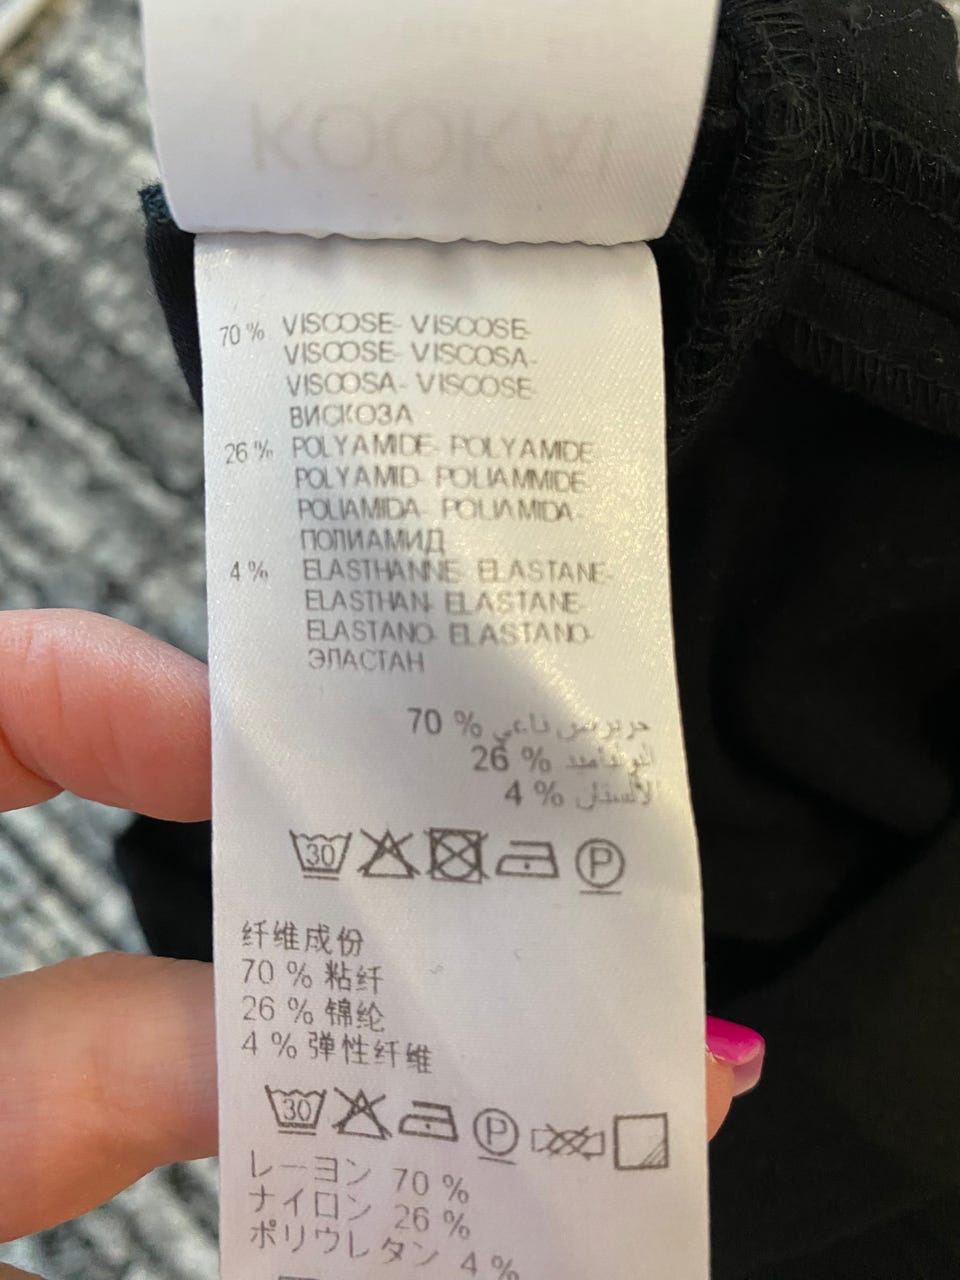 KOOKAI
70 % VISCOSE- VISCOSE-
VISCOSE- VISCOSA-
VISCOSA- VISCOSE-
ВИСКОЗА
26 % POLYAMIDE- POLYAMIDE
POLYAMID- POLIAMMIDE-
POLIAMIDA- POLIAMIDA-
ПОЛИАМИД
4 % ELASTHANNE- ELASTANE-
ELASTHAN- ELASTANE-
ELASTANO- ELASTANO-
ЭЛАСТАН
70 %
26 %
4 %
30 P
纤维成份
70 % 粘纤
26 % 锦纶
4 % 弹性纤维
30 P
レーヨン 70 %
ナイロン 26 %
ポリウレタン 4 %